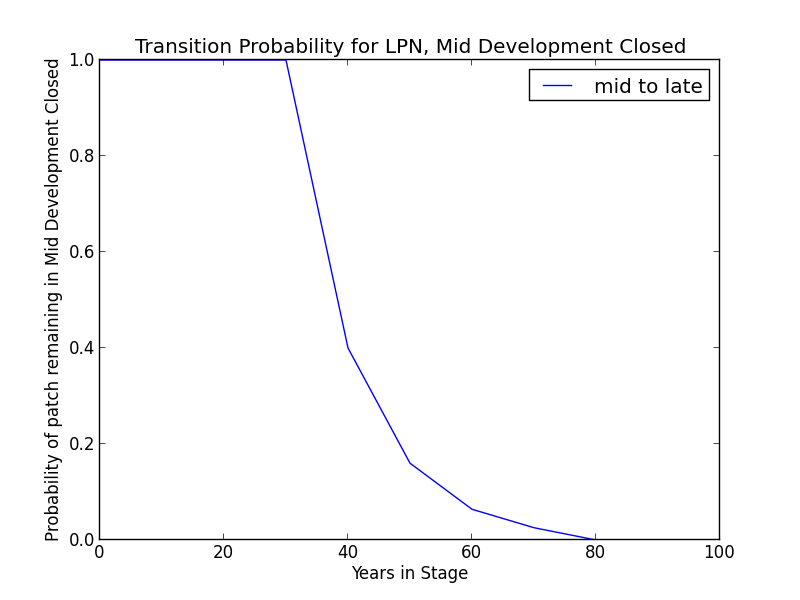 Transition Probability for LPN, Mid Development Closed
mid to late
Probability of patch remaining in Mid Development Closed
1.0
0.8
0.6
0.4
0.2
0.0
0 20 40 60 80 100
Years in Stage